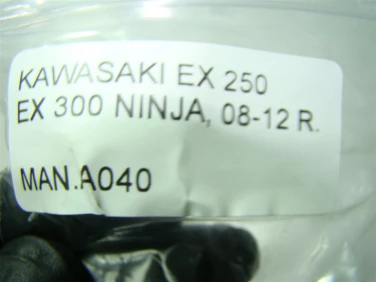 KAWASAKI EX 250
EX 300 NINJA, 08-12 R.
MAN.A040